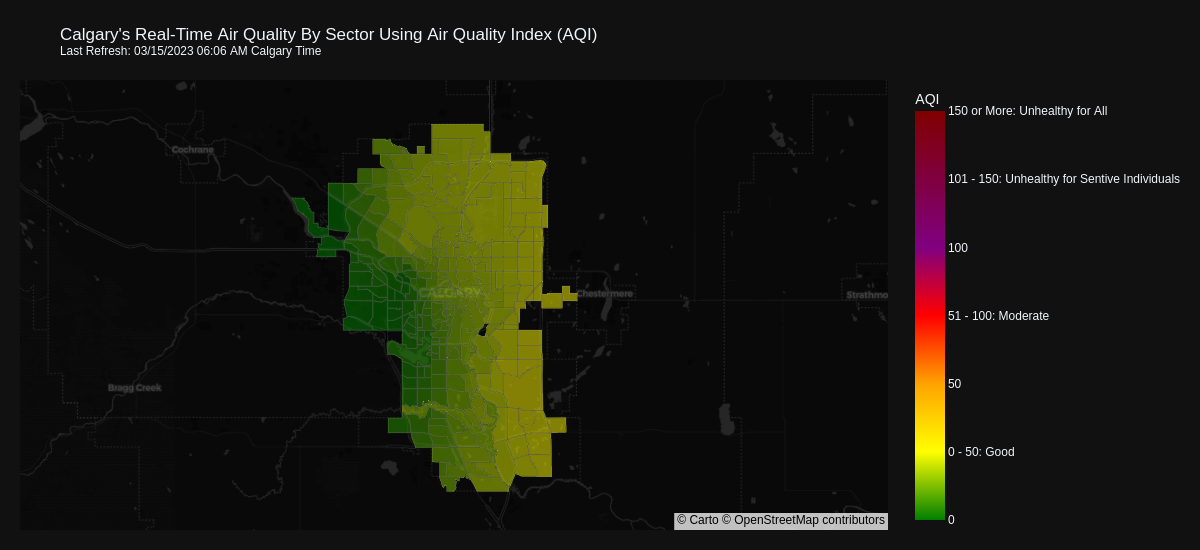 Calgary's Real-Time Air Quality By Sector Using Air Quality Index (AQI)
Last Refresh: 03/15/2023 06:06 AM Calgary Time
AQI
150 or More: Unhealthy for All
Cochrane
101 - 150: Unhealthy for Sentive Individuals
100
CALGARY
Chestermere
Strathmo
51 - 100: Moderate
Bragg Creek
50
0 - 50: Good
© Carto © OpenStreetMap contributors
0